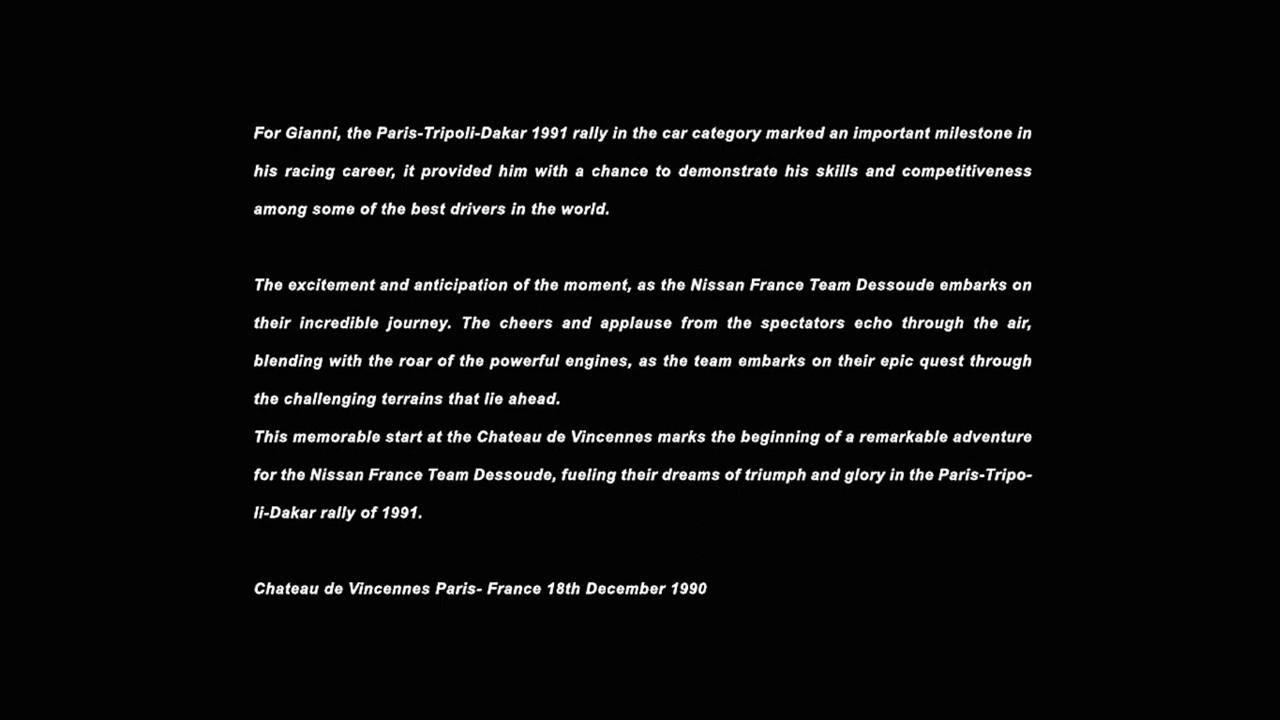 For Gianni, the Paris-Tripoli-Dakar 1991 rally in the car category marked an important milestone in
his racing career, it provided him with a chance to demonstrate his skills and competitiveness
among some of the best drivers in the world.
The excitement and anticipation of the moment, as the Nissan France Team Dessoude embarks on
their incredible journey. The cheers and applause from the spectators echo through the air,
blending with the roar of the powerful engines, as the team embarks on their epic quest through
the challenging terrains that lie ahead.
This memorable start at the Chateau de Vincennes marks the beginning of a remarkable adventure
for the Nissan France Team Dessoude, fueling their dreams of triumph and glory in the Paris-Tripo-
li-Dakar rally of 1991.
Chateau de Vincennes Paris- France 18th December 1990